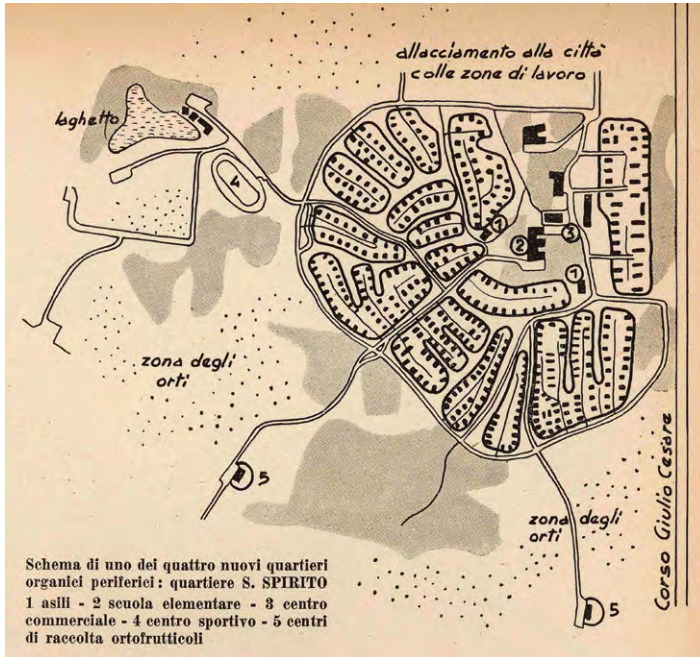 allacciamento alla città
colle zone di lavoro
laghetto
4
1
2
3
1
zona degli
orti
5
zona degli
orti
5
Corso Giulio Cesare
Schema di uno dei quattro nuovi quartieri
organici periferici: quartiere S. SPIRITO
1 asili - 2 scuola elementare - 3 centro
commerciale - 4 centro sportivo - 5 centri
di raccolta ortofrutticoli